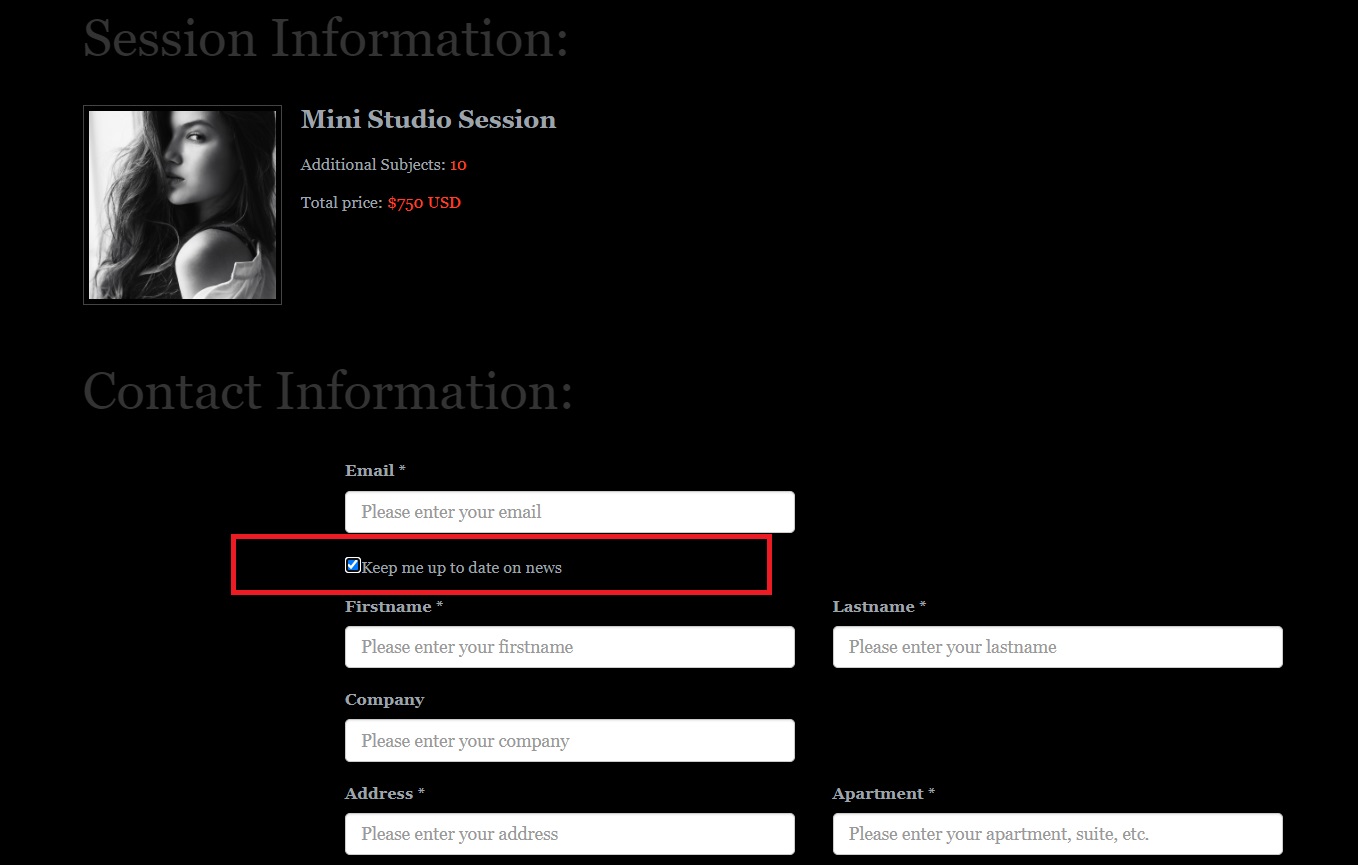 Session Information:
Mini Studio Session
Additional Subjects: 10
Total price: $750 USD
Contact Information:
Email *
Please enter your email
Keep me up to date on news
Firstname *
Lastname *
Please enter your firstname
Please enter your lastname
Company
Please enter your company
Address *
Apartment *
Please enter your address
Please enter your apartment, suite, etc.